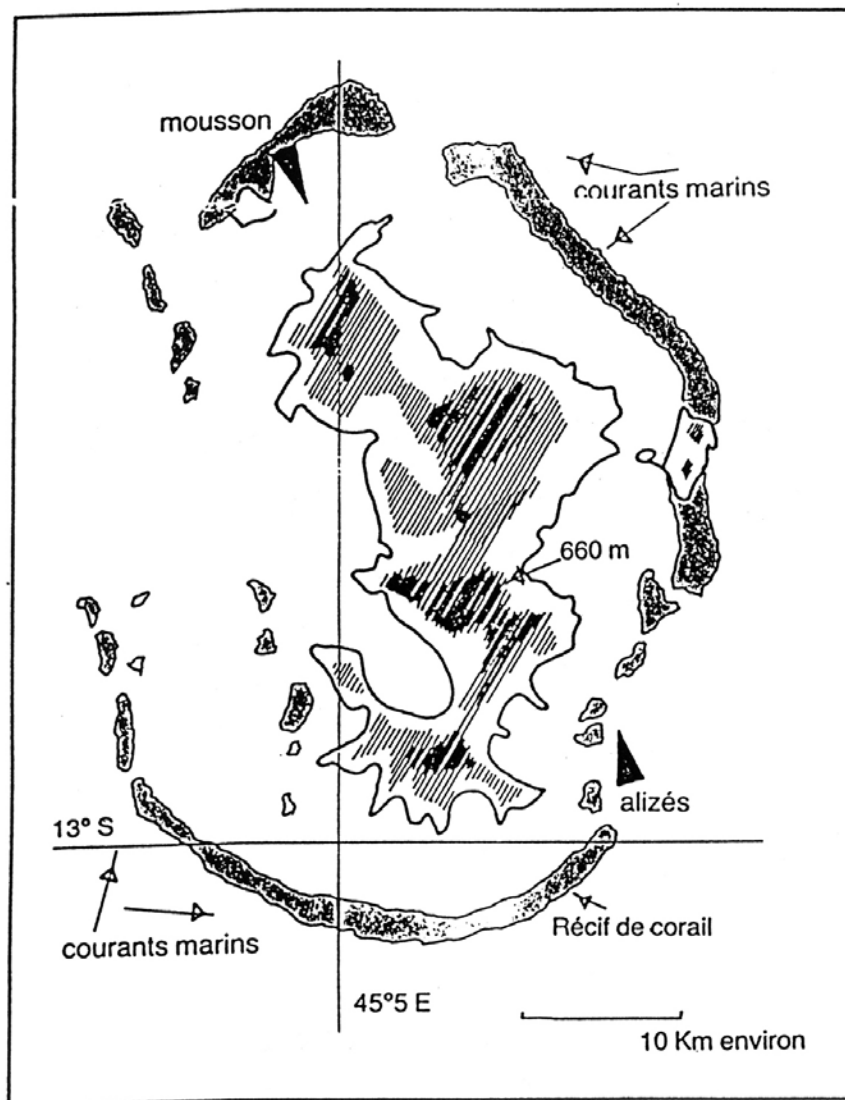 mousson
courants marins
660 m
alizés
13° S
courants marins
Récif de corail
45°5 E
10 Km environ